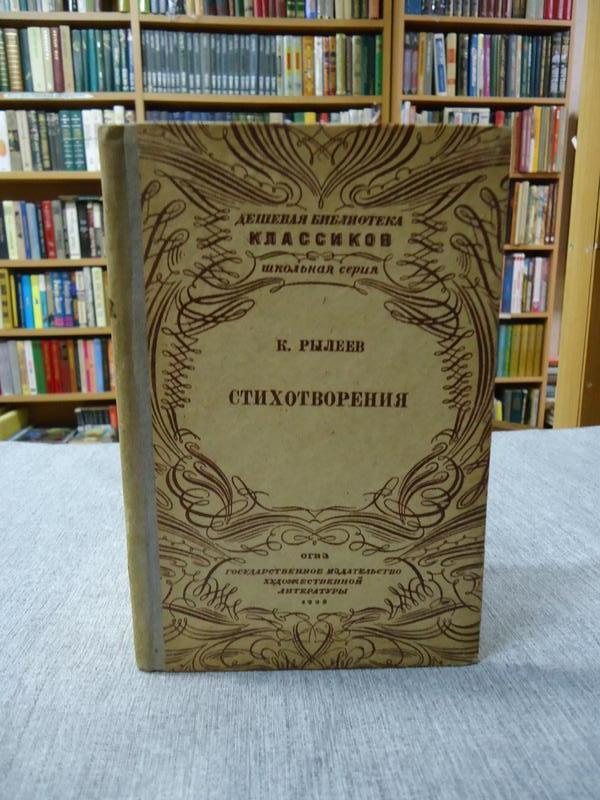 ДЕШЕВАЯ БИБЛИОТЕКА
КЛАССИКОВ
ШКОЛЬНАЯ СЕРИЯ
К. РЫЛЕЕВ
СТИХОТВОРЕНИЯ
ОГИЗ
ГОСУДАРСТВЕННОЕ ИЗДАТЕЛЬСТВО
ХУДОЖЕСТВЕННОЙ
ЛИТЕРАТУРЫ